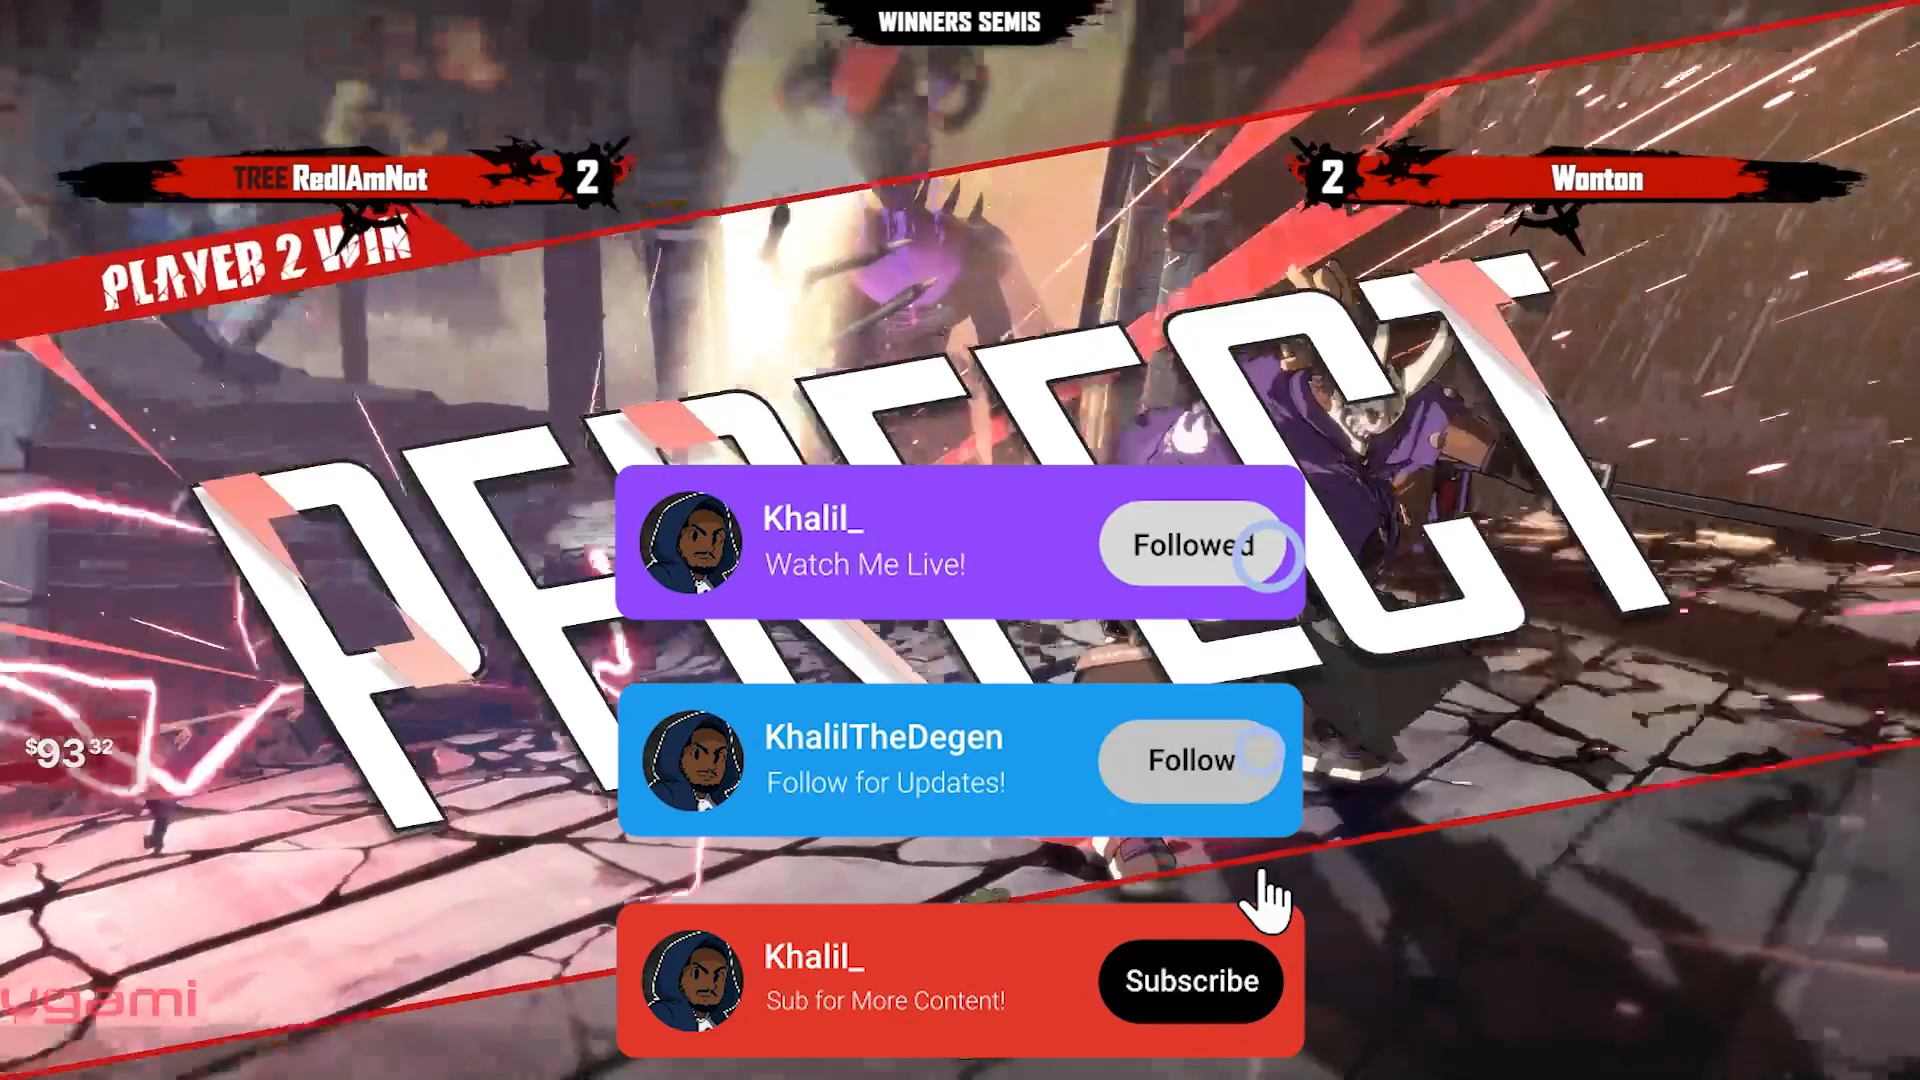 WINNERS SEMIS
TREE RedIAmNot 2
2 Wonton
PLAYER 2 WIN
PERFECT
Khalil_
Watch Me Live!
Followed
KhalilTheDegen
Follow for Updates!
Follow
$93 32
Khalil_
Sub for More Content!
Subscribe
ygami